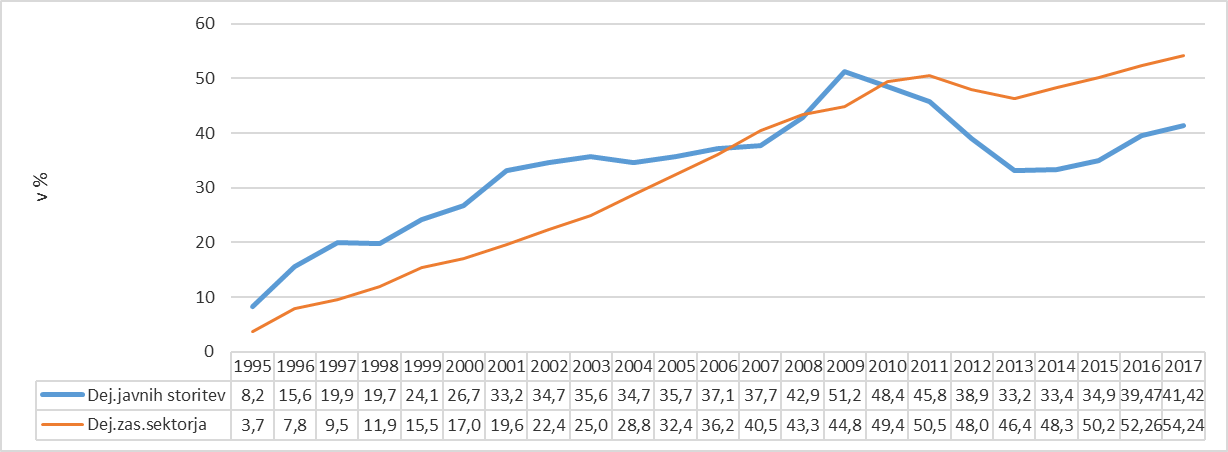 60
50
40
30
20
10
0
v %
1995 1996 1997 1998 1999 2000 2001 2002 2003 2004 2005 2006 2007 2008 2009 2010 2011 2012 2013 2014 2015 2016 2017
Dej.javnih storitev 8,2 15,6 19,9 19,7 24,1 26,7 33,2 34,7 35,6 34,7 35,7 37,1 37,7 42,9 51,2 48,4 45,8 38,9 33,2 33,4 34,9 39,47 41,42
Dej.zas.sektorja 3,7 7,8 9,5 11,9 15,5 17,0 19,6 22,4 25,0 28,8 32,4 36,2 40,5 43,3 44,8 49,4 50,5 48,0 46,4 48,3 50,2 52,26 54,24